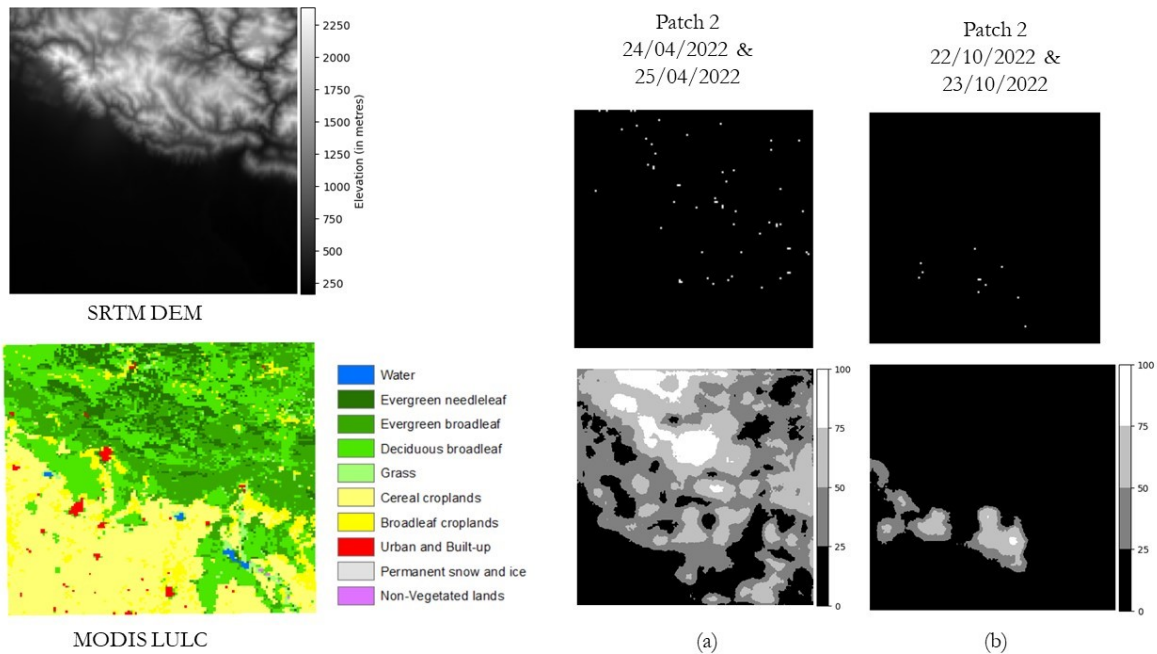 2250
2000
1750
1500
1250
1000
750
500
250
Elevation (in metres)
SRTM DEM
Water
Evergreen needleleaf
Evergreen broadleaf
Deciduous broadleaf
Grass
Cereal croplands
Broadleaf croplands
Urban and Built-up
Permanent snow and ice
Non-Vegetated lands
MODIS LULC
Patch 2
24/04/2022 &
25/04/2022
100
75
50
25
0
(a)
Patch 2
22/10/2022 &
23/10/2022
100
75
50
25
0
(b)